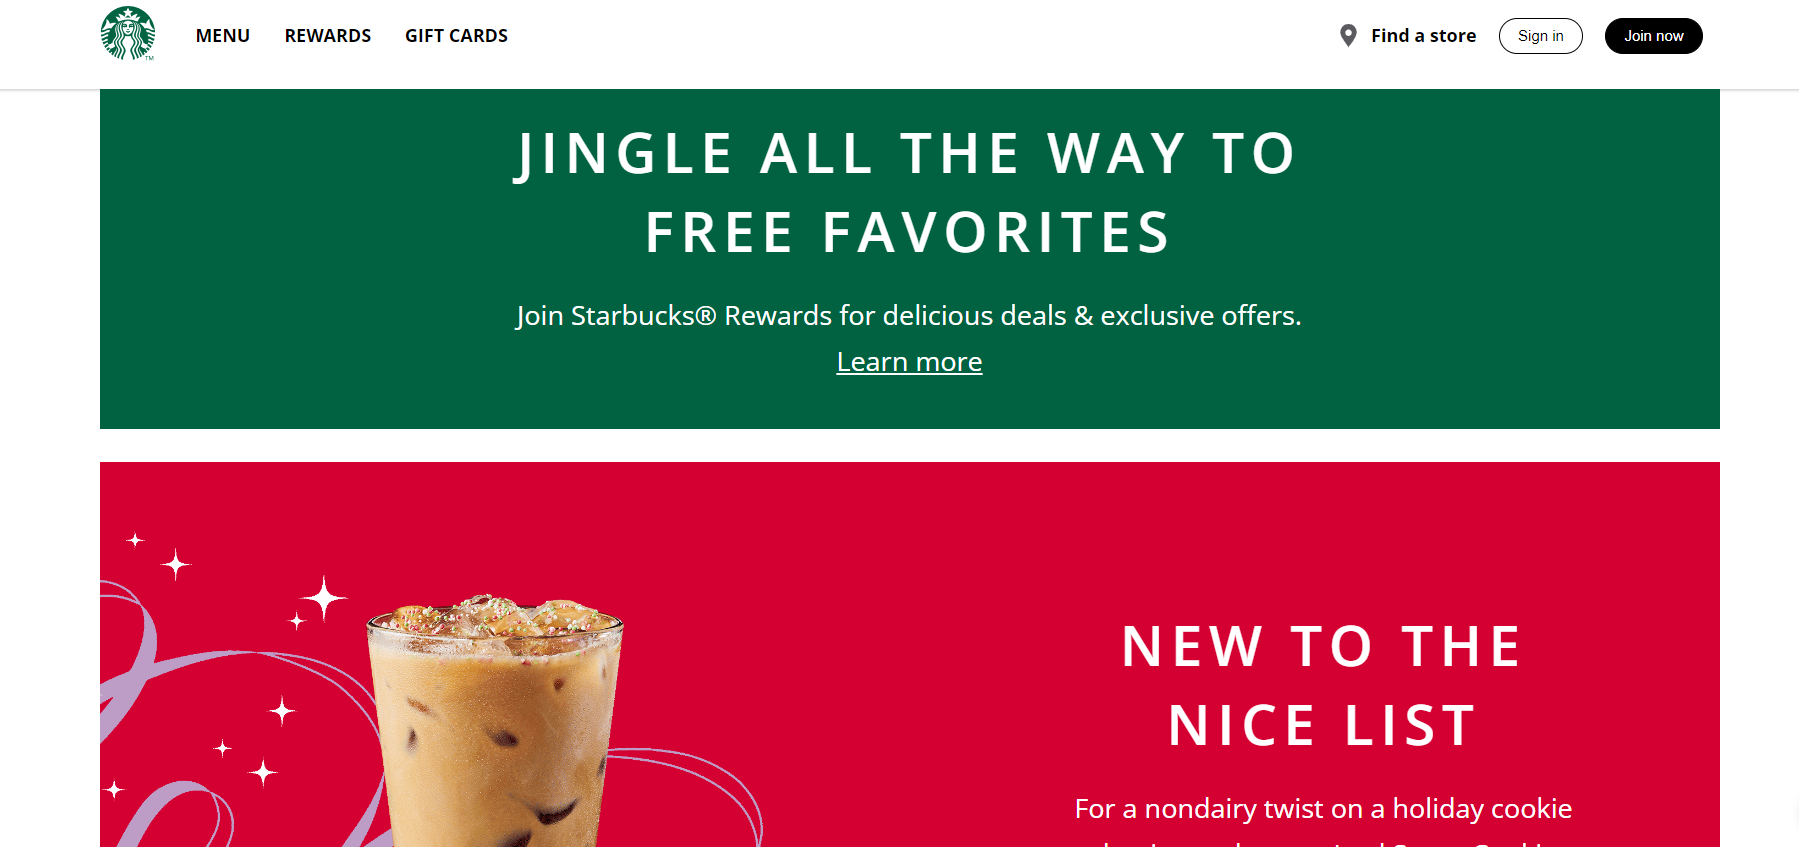 MENU REWARDS GIFT CARDS Find a store Sign in Join now
TM
JINGLE ALL THE WAY TO
FREE FAVORITES
Join Starbucks® Rewards for delicious deals & exclusive offers.
Learn more
NEW TO THE
NICE LIST
For a nondairy twist on a holiday cookie